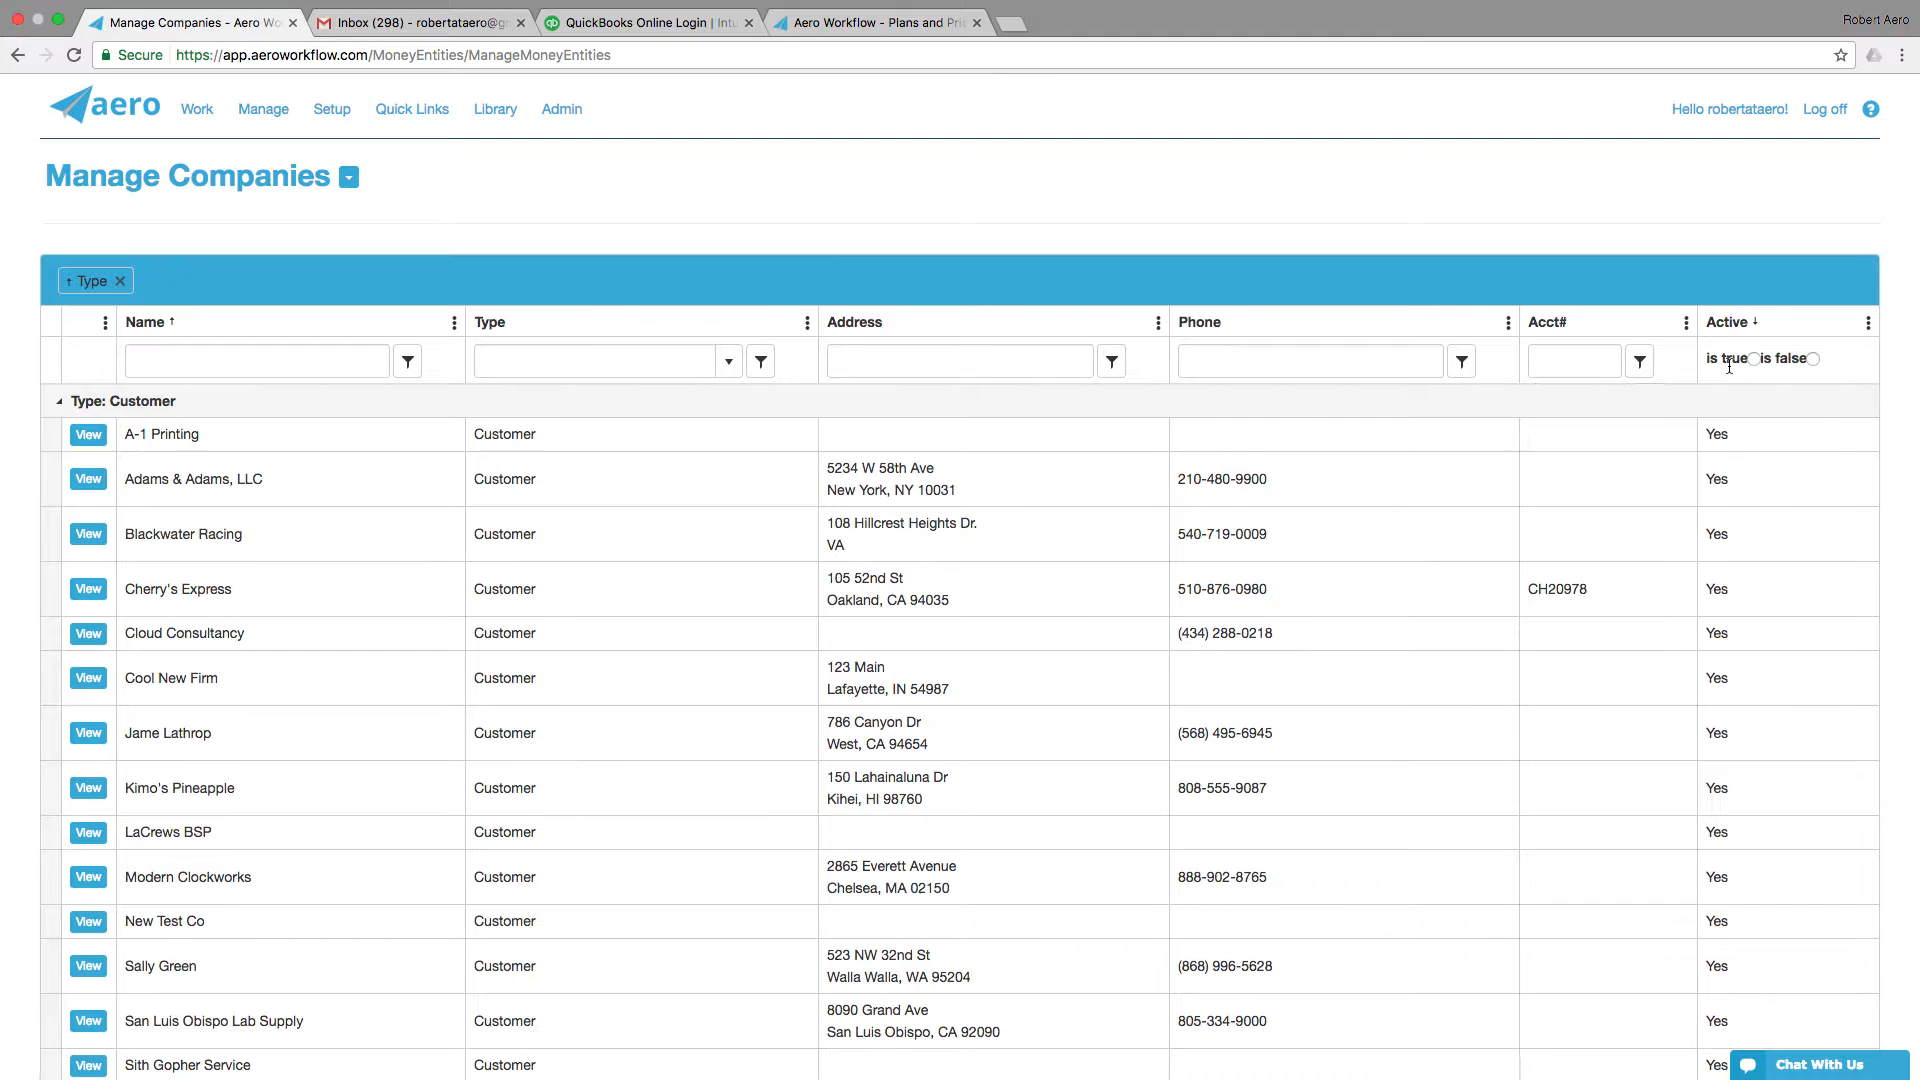 Manage Companies - Aero Wo
Inbox (298) - robertataero@g
QuickBooks Online Login | Intu
Aero Workflow - Plans and Pri
Robert Aero
Secure https://app.aeroworkflow.com/MoneyEntities/ManageMoneyEntities
aero Work Manage Setup Quick Links Library Admin Hello robertataero! Log off ?
Manage Companies
↑ Type ×
Name ↑ Type Address Phone Acct# Active ↓
is true is false
Type: Customer
View A-1 Printing Customer Yes
View Adams & Adams, LLC Customer 5234 W 58th Ave 210-480-9900 Yes
New York, NY 10031
View Blackwater Racing Customer 108 Hillcrest Heights Dr. 540-719-0009 Yes
VA
View Cherry's Express Customer 105 52nd St 510-876-0980 CH20978 Yes
Oakland, CA 94035
View Cloud Consultancy Customer (434) 288-0218 Yes
View Cool New Firm Customer 123 Main Yes
Lafayette, IN 54987
View Jame Lathrop Customer 786 Canyon Dr (568) 495-6945 Yes
West, CA 94654
View Kimo's Pineapple Customer 150 Lahainaluna Dr 808-555-9087 Yes
Kihei, HI 98760
View LaCrews BSP Customer Yes
View Modern Clockworks Customer 2865 Everett Avenue 888-902-8765 Yes
Chelsea, MA 02150
View New Test Co Customer Yes
View Sally Green Customer 523 NW 32nd St (868) 996-5628 Yes
Walla Walla, WA 95204
View San Luis Obispo Lab Supply Customer 8090 Grand Ave 805-334-9000 Yes
San Luis Obispo, CA 92090
View Sith Gopher Service Customer Yes
Chat With Us